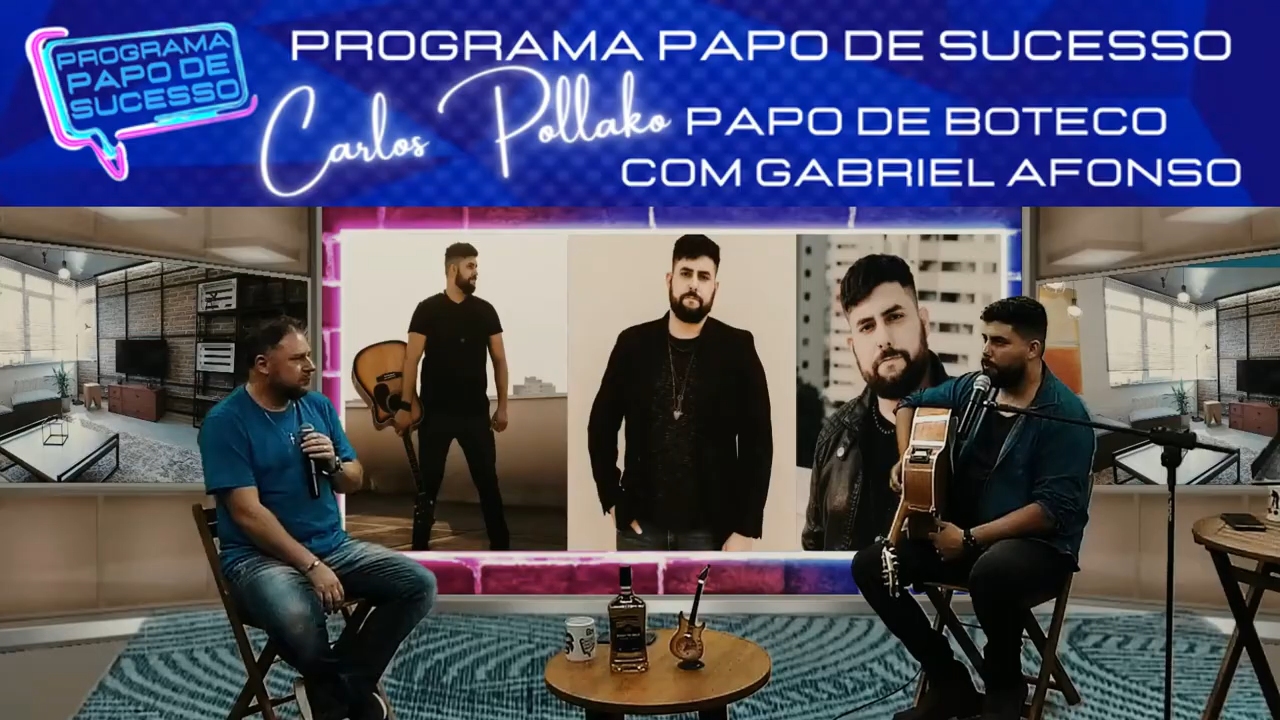 PROGRAMA
PAPO DE
SUCESSO
PROGRAMA PAPO DE SUCESSO
Carlos Pollako PAPO DE BOTECO
COM GABRIEL AFONSO